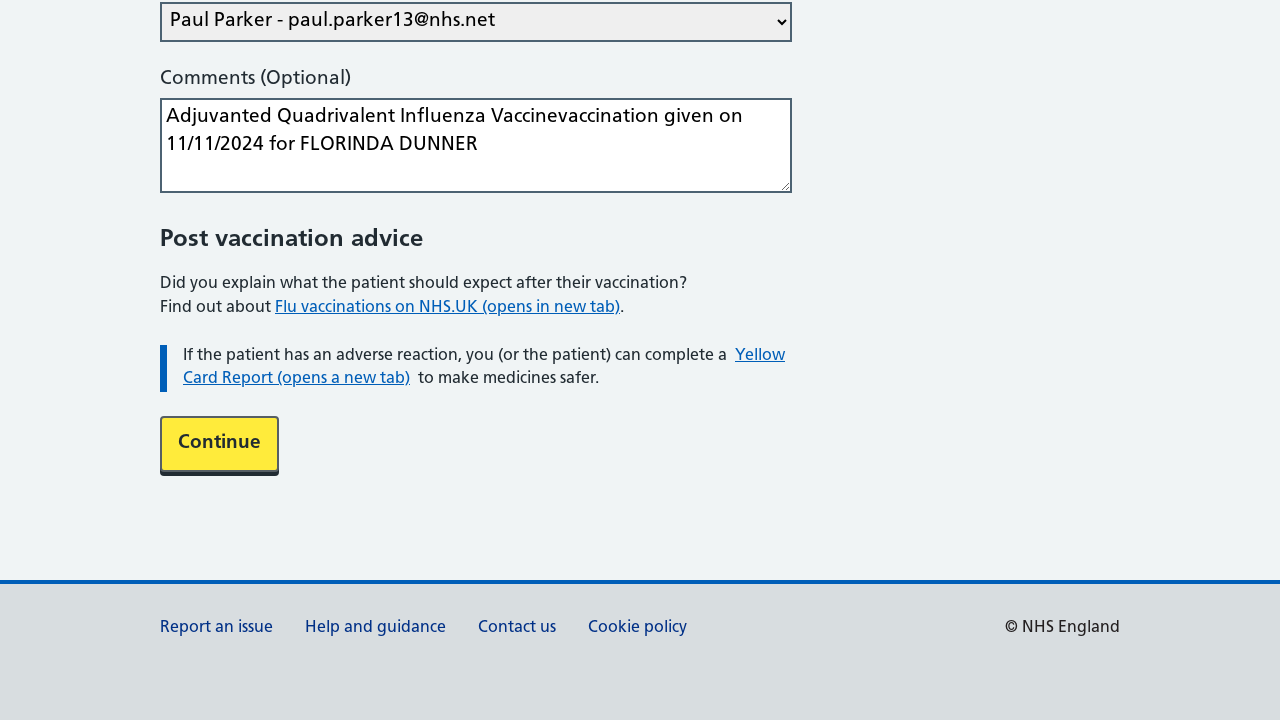 Paul Parker - paul.parker13@nhs.net
Comments (Optional)
Adjuvanted Quadrivalent Influenza Vaccinevaccination given on
11/11/2024 for FLORINDA DUNNER
Post vaccination advice
Did you explain what the patient should expect after their vaccination?
Find out about Flu vaccinations on NHS.UK (opens in new tab).
If the patient has an adverse reaction, you (or the patient) can complete a Yellow
Card Report (opens a new tab) to make medicines safer.
Continue
Report an issue Help and guidance Contact us Cookie policy © NHS England